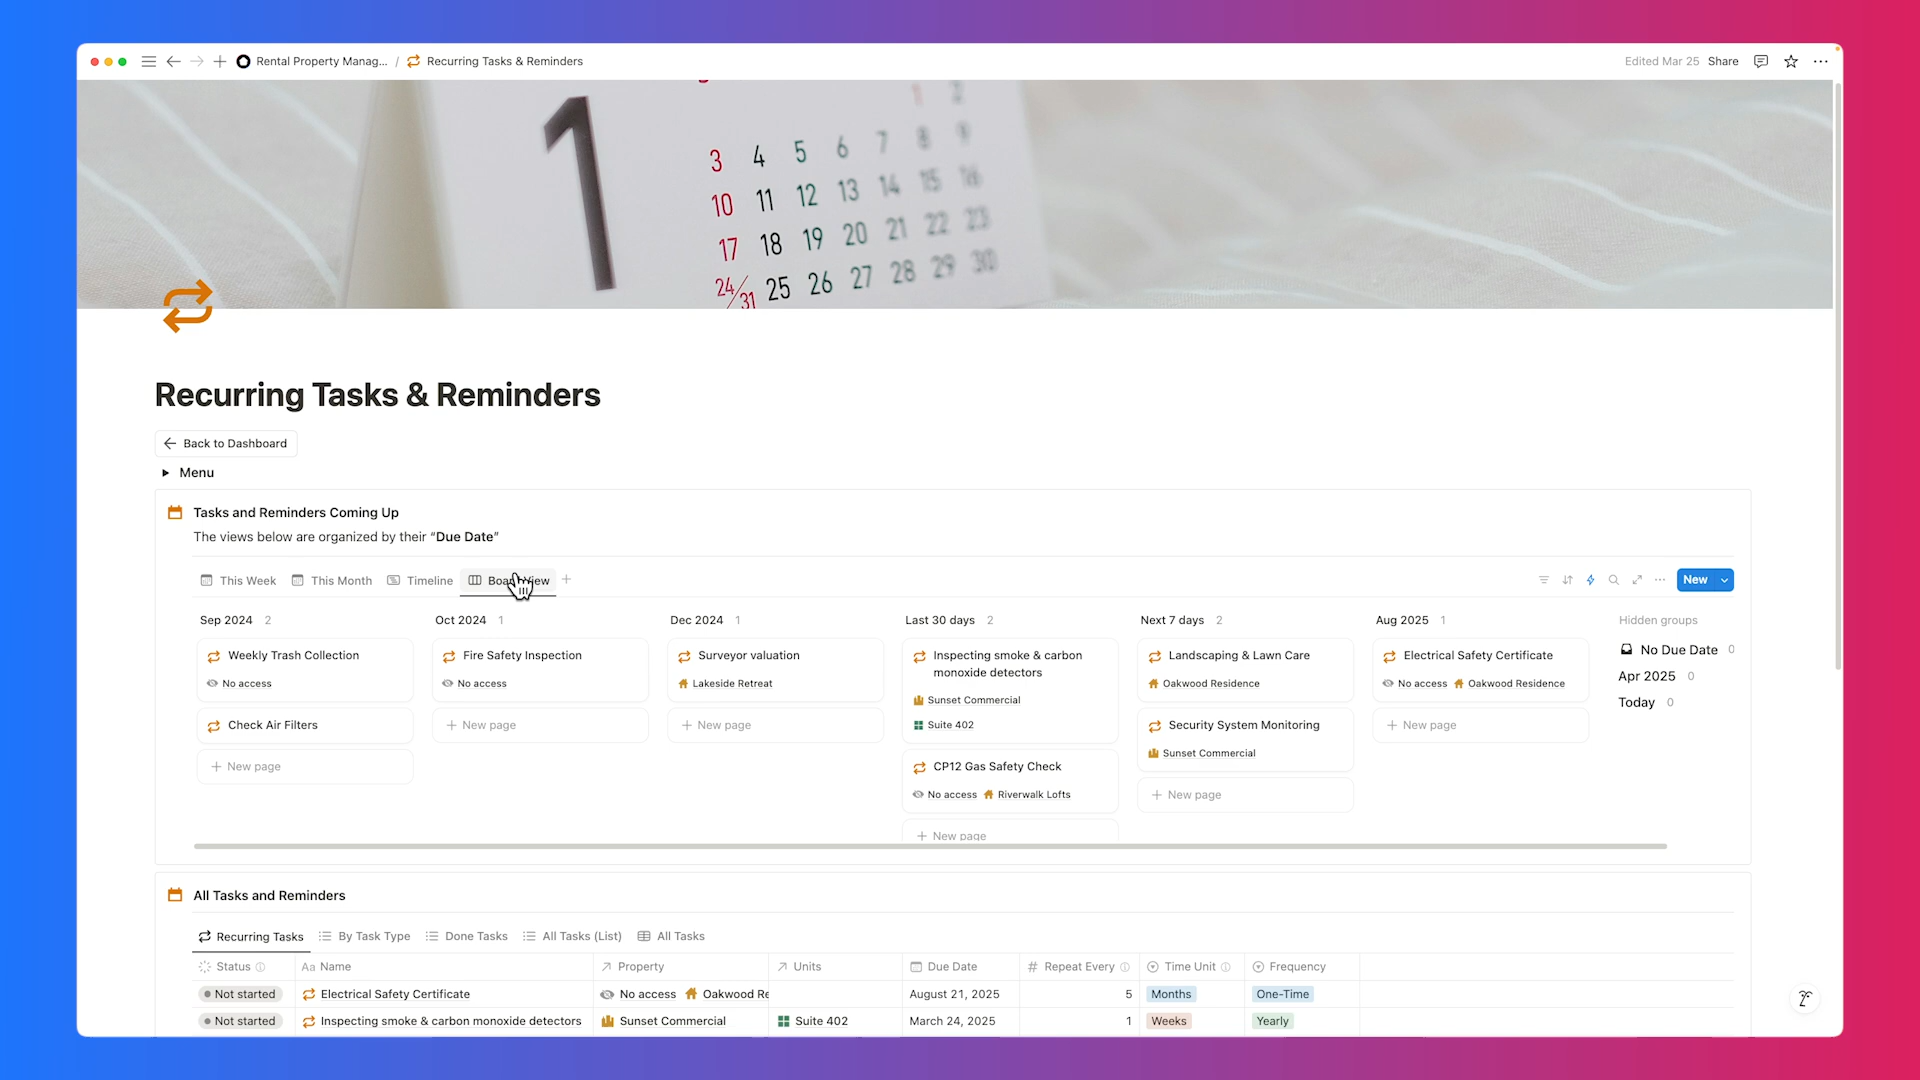 Rental Property Manag... / Recurring Tasks & Reminders
Edited Mar 25 Share
1 2
1 3 4 5 6 7 8 9
10 11 12 13 14 15 16
17 18 19 20 21 22 23
24/31 25 26 27 28 29 30
Recurring Tasks & Reminders
Back to Dashboard
Menu
Tasks and Reminders Coming Up
The views below are organized by their “Due Date”
This Week This Month Timeline New
Sep 2024 2
Weekly Trash Collection
No access
Check Air Filters
New page
Oct 2024 1
Fire Safety Inspection
No access
New page
Dec 2024 1
Surveyor valuation
Lakeside Retreat
New page
Last 30 days 2
Inspecting smoke & carbon
monoxide detectors
Sunset Commercial
Suite 402
CP12 Gas Safety Check
No access Riverwalk Lofts
New page
Next 7 days 2
Landscaping & Lawn Care
Oakwood Residence
Security System Monitoring
Sunset Commercial
New page
Aug 2025 1
Electrical Safety Certificate
No access Oakwood Residence
New page
Hidden groups
No Due Date 0
Apr 2025 0
Today 0
All Tasks and Reminders
Recurring Tasks By Task Type Done Tasks All Tasks (List) All Tasks
Status Aa Name Property Units Due Date # Repeat Every Time Unit Frequency
Not started Electrical Safety Certificate No access Oakwood Re August 21, 2025 5 Months One-Time
Not started Inspecting smoke & carbon monoxide detectors Sunset Commercial Suite 402 March 24, 2025 1 Weeks Yearly